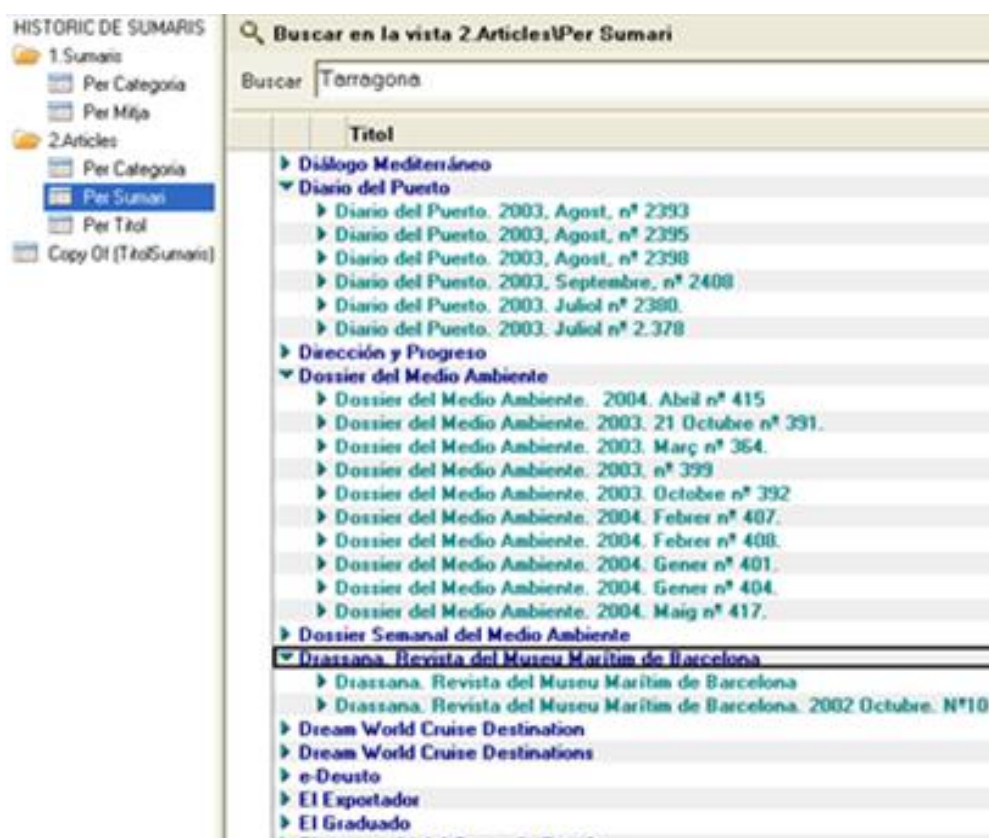 HISTORIC DE SUMARIS
1.Sumaris
Per Categoria
Per Mitja
2.Articles
Per Categoria
Per Sumari
Per Titol
Copy Of (TitolSumaris)
Buscar en la vista 2.Articles\Per Sumari
Buscar Tarragona
Titol
Diálogo Mediterráneo
Diario del Puerto
Diario del Puerto. 2003, Agost, nº 2393
Diario del Puerto. 2003, Agost, nº 2395
Diario del Puerto. 2003, Agost, nº 2398
Diario del Puerto. 2003, Septembre, nº 2408
Diario del Puerto. 2003. Juliol nº 2380.
Diario del Puerto. 2003. Juliol nº 2.378
Dirección y Progreso
Dossier del Medio Ambiente
Dossier del Medio Ambiente.  2004. Abril nº 415
Dossier del Medio Ambiente. 2003. 21 Octubre nº 391.
Dossier del Medio Ambiente. 2003. Març nº 364.
Dossier del Medio Ambiente. 2003. nº 399
Dossier del Medio Ambiente. 2003. Octobre nº 392
Dossier del Medio Ambiente. 2004. Febrer nº 407.
Dossier del Medio Ambiente. 2004. Febrer nº 408.
Dossier del Medio Ambiente. 2004. Gener nº 401.
Dossier del Medio Ambiente. 2004. Gener nº 404.
Dossier del Medio Ambiente. 2004. Maig nº 417.
Dossier Semanal del Medio Ambiente
Drassana. Revista del Museu Marítim de Barcelona
Drassana. Revista del Museu Marítim de Barcelona
Drassana. Revista del Museu Marítim de Barcelona. 2002 Octubre. Nº10
Dream World Cruise Destination
Dream World Cruise Destinations
e-Deusto
El Exportador
El Graduado